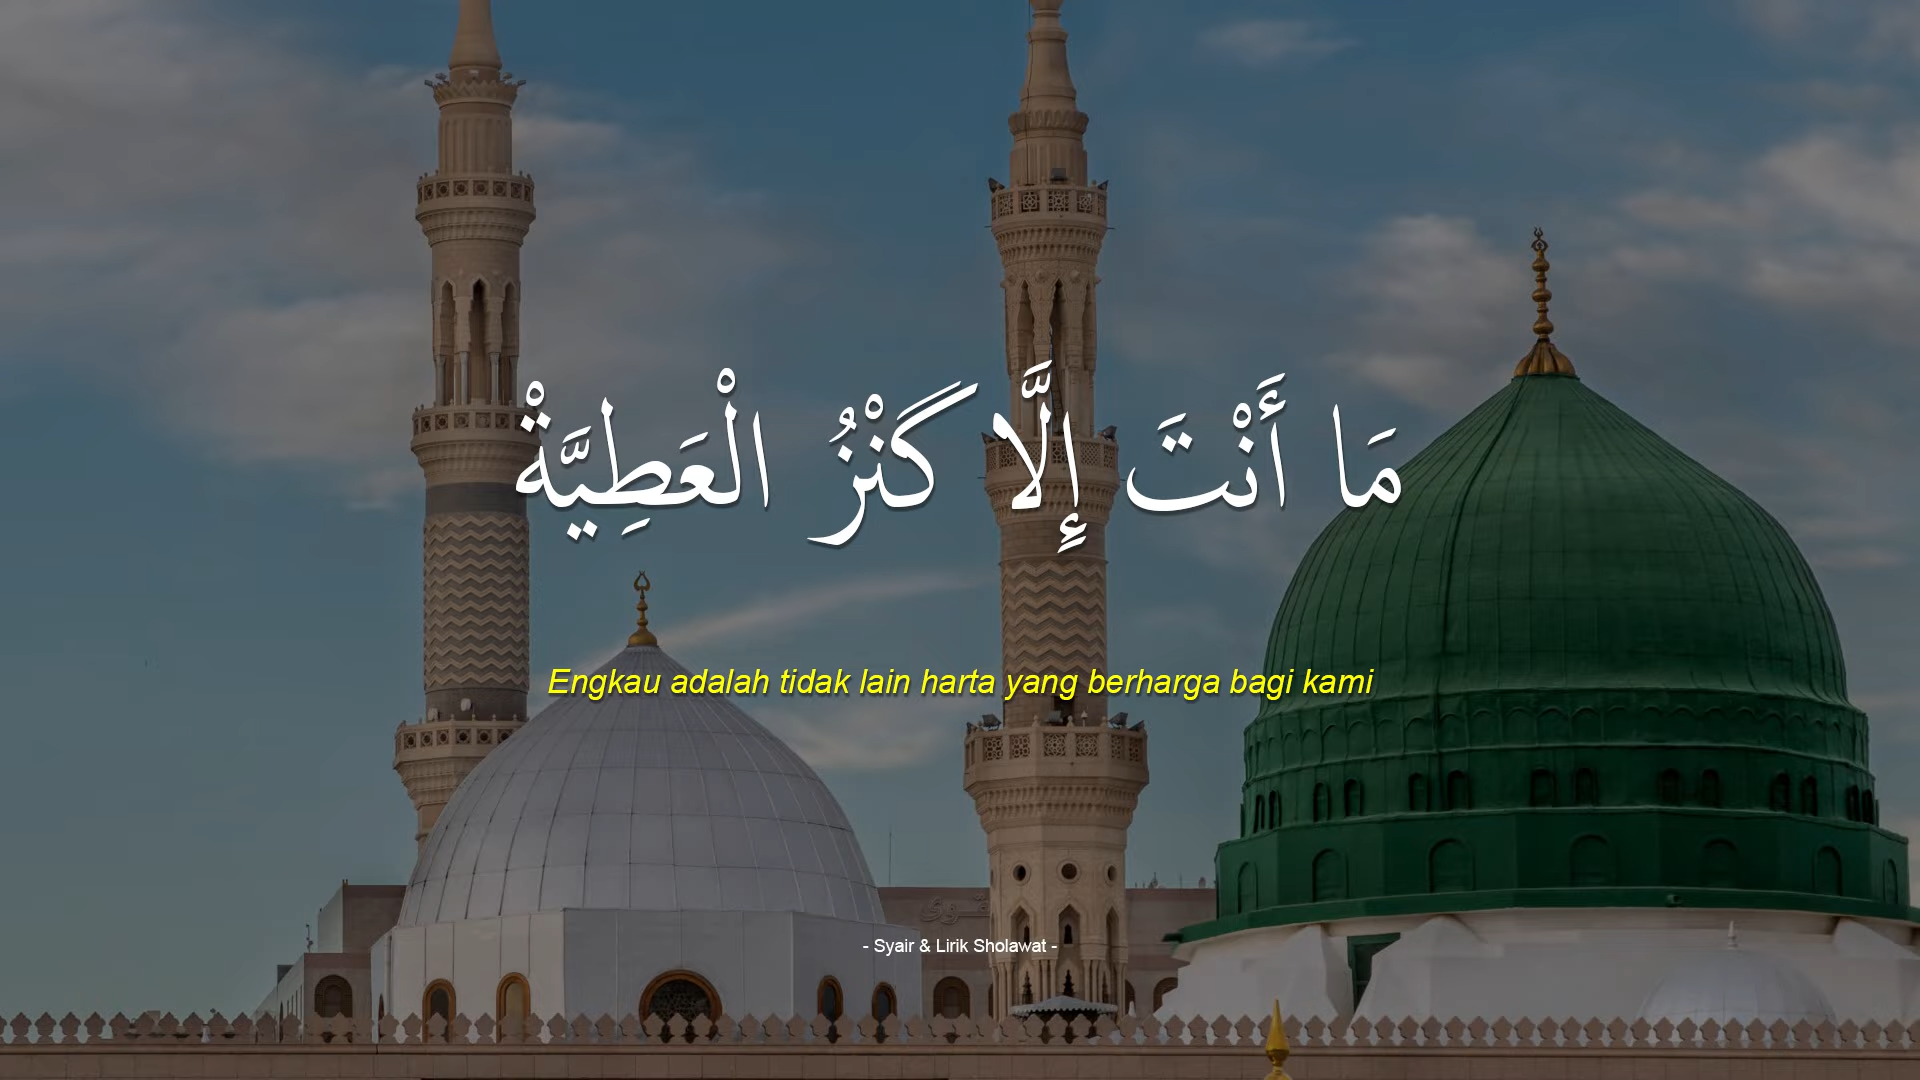 مَا أَنْتَ إِلَّا كَنْزُ الْعَطِيَّةْ
Engkau adalah tidak lain harta yang berharga bagi kami
- Syair & Lirik Sholawat -